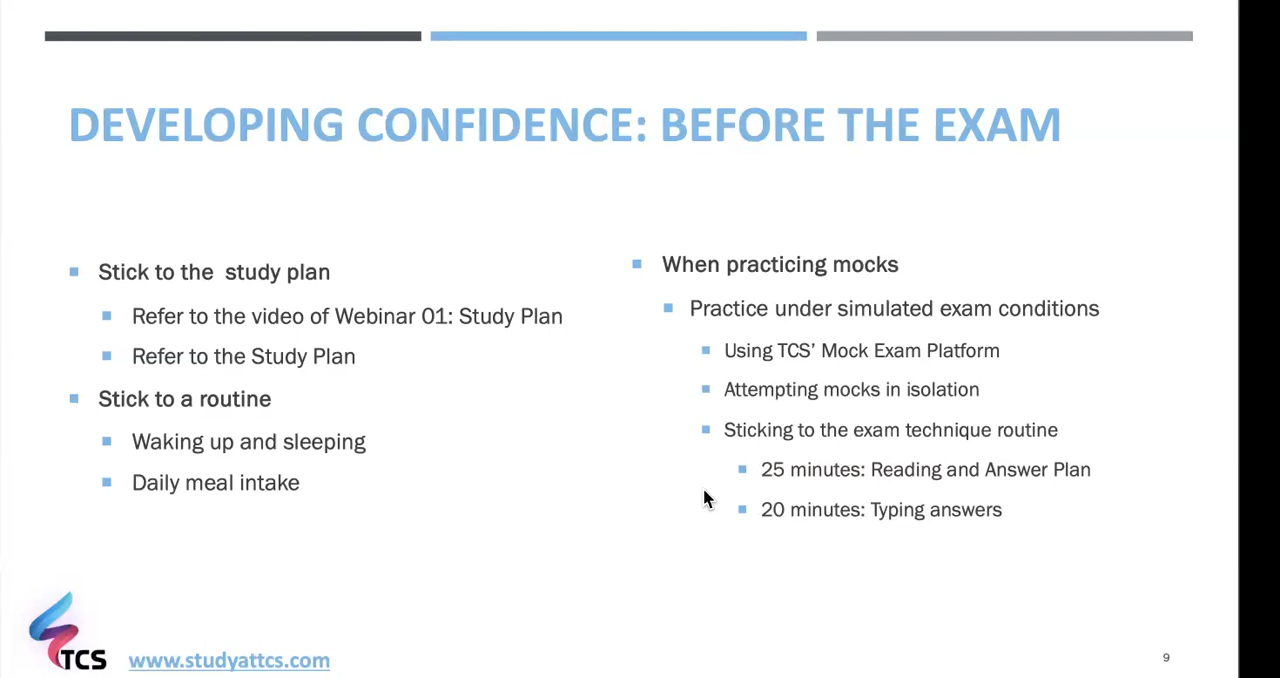 DEVELOPING CONFIDENCE: BEFORE THE EXAM
Stick to the study plan
Refer to the video of Webinar 01: Study Plan
Refer to the Study Plan
Stick to a routine
Waking up and sleeping
Daily meal intake
When practicing mocks
Practice under simulated exam conditions
Using TCS’ Mock Exam Platform
Attempting mocks in isolation
Sticking to the exam technique routine
25 minutes: Reading and Answer Plan
20 minutes: Typing answers
TCS
www.studyattcs.com
9